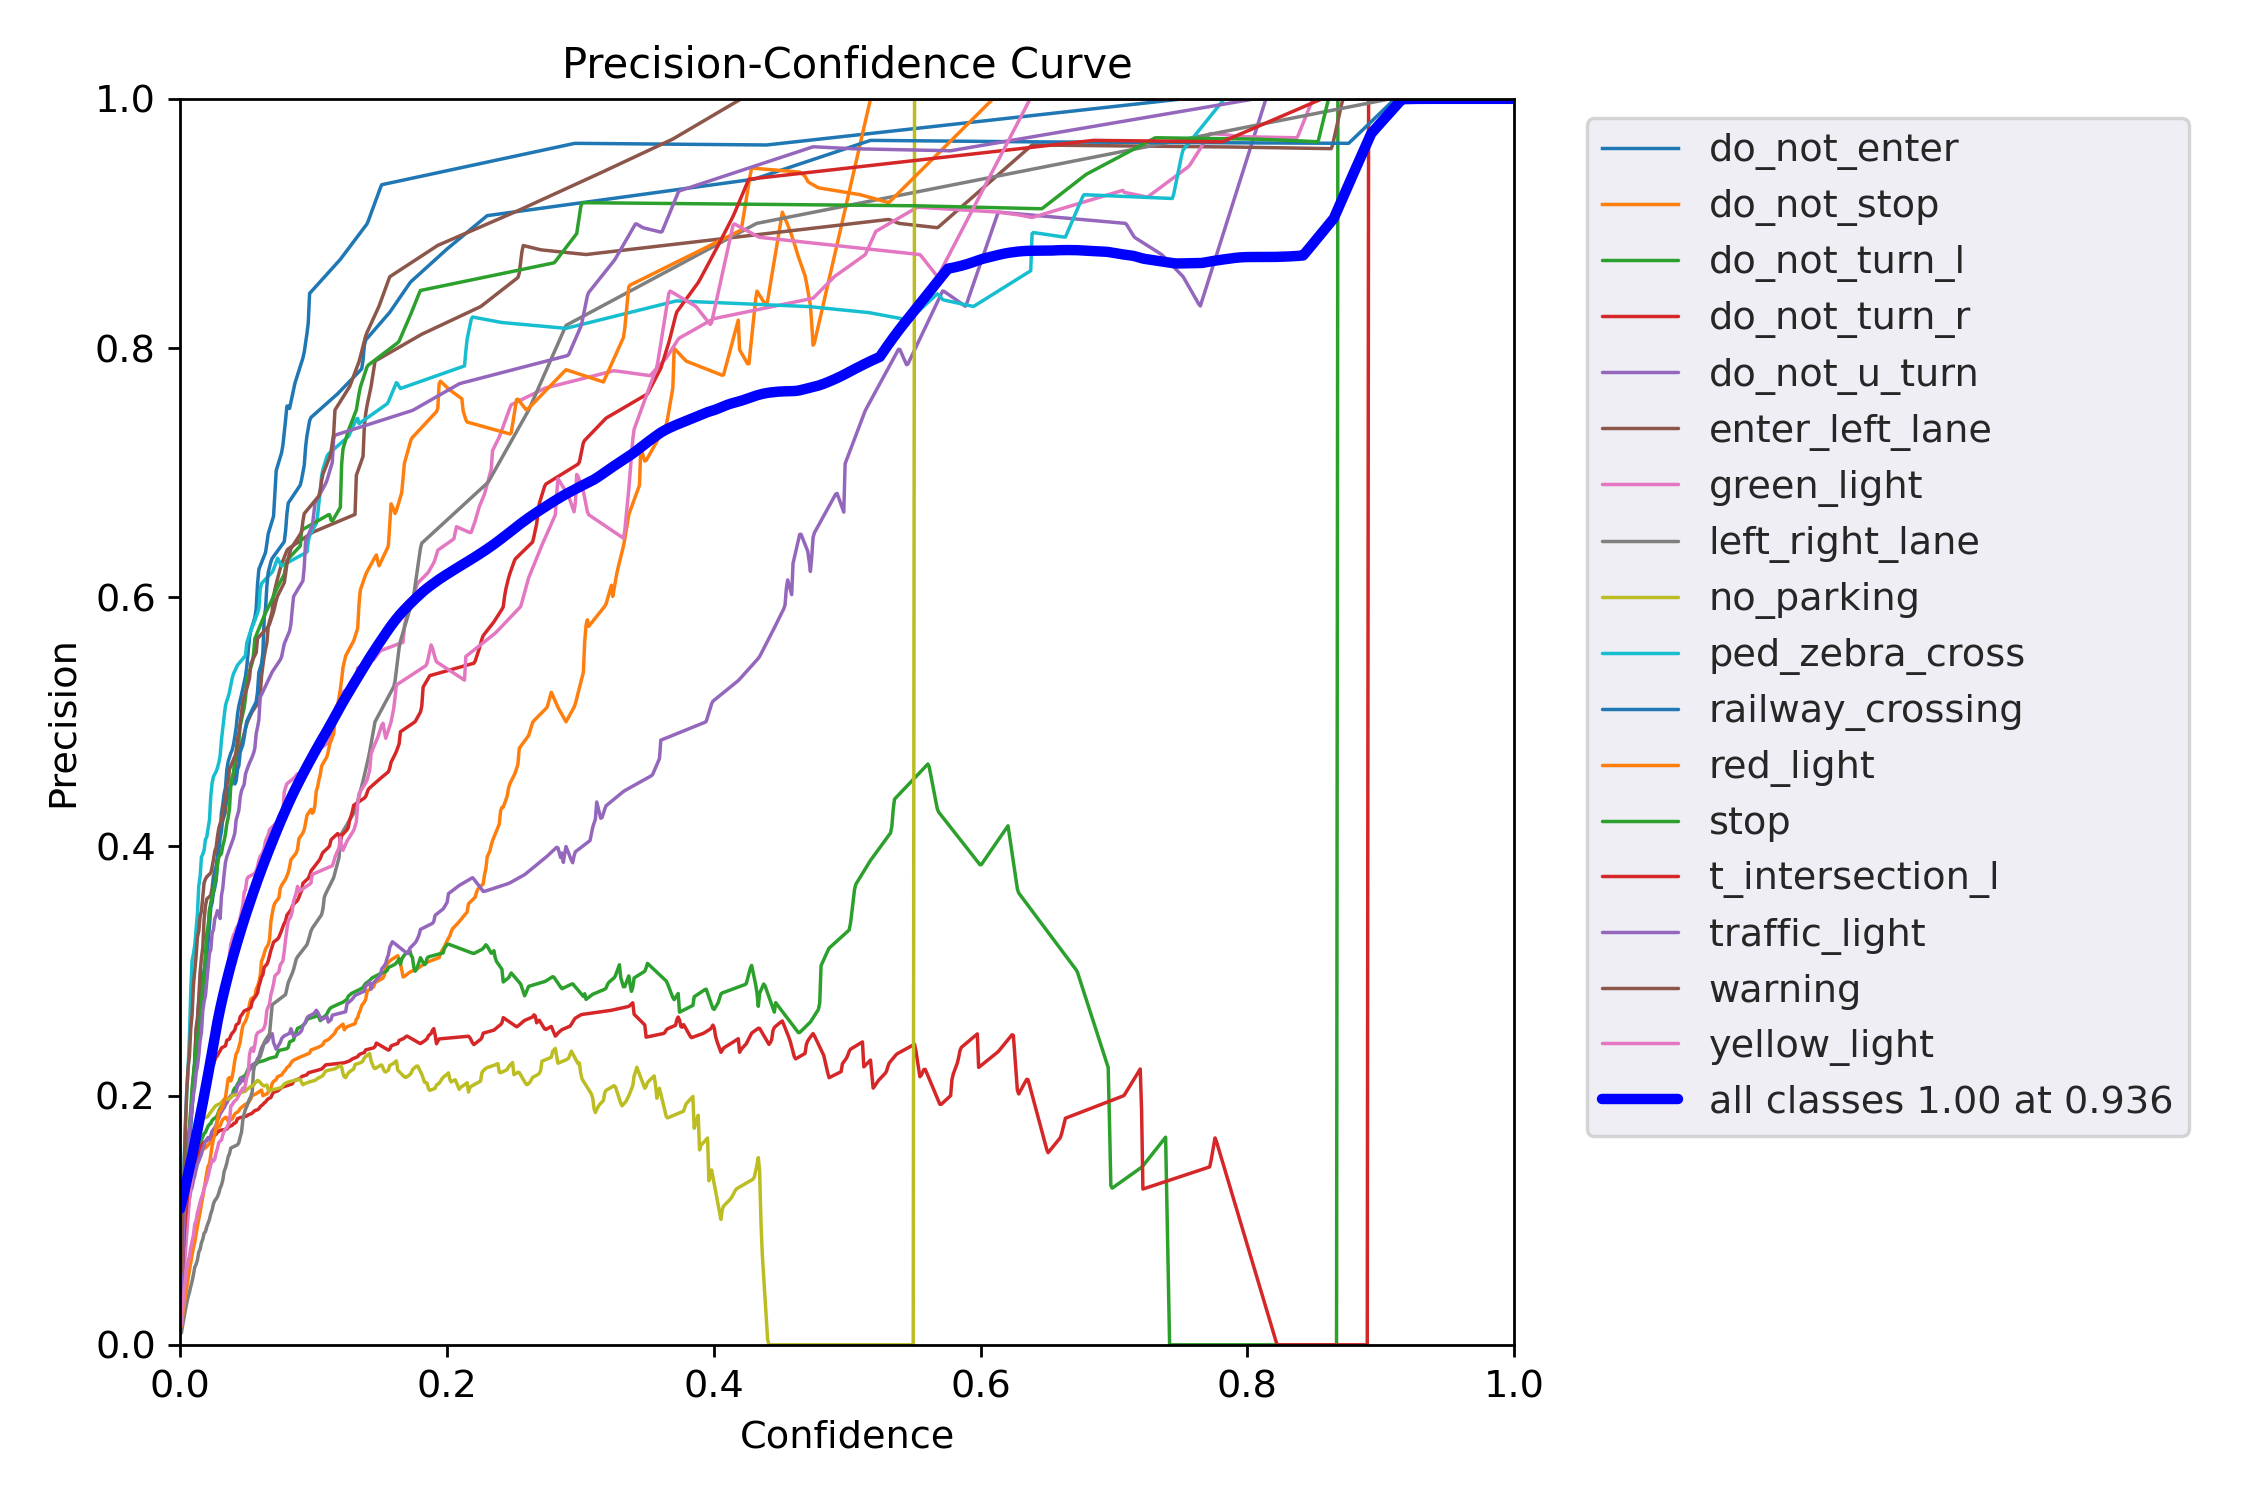 Precision-Confidence Curve
1.0
0.8
0.6
0.4
0.2
0.0
Precision
0.0 0.2 0.4 0.6 0.8 1.0
Confidence
do_not_enter
do_not_stop
do_not_turn_l
do_not_turn_r
do_not_u_turn
enter_left_lane
green_light
left_right_lane
no_parking
ped_zebra_cross
railway_crossing
red_light
stop
t_intersection_l
traffic_light
warning
yellow_light
all classes 1.00 at 0.936